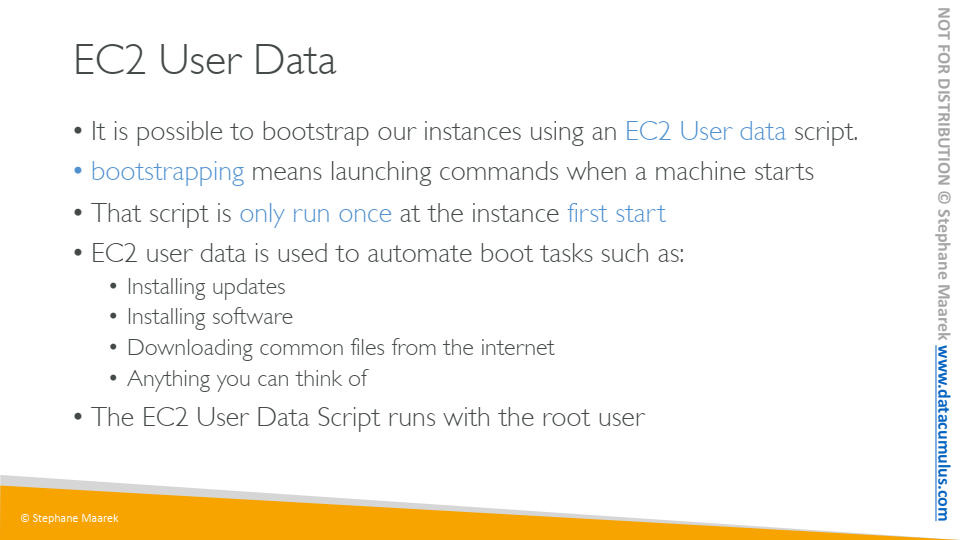 EC2 User Data
• It is possible to bootstrap our instances using an EC2 User data script.
• bootstrapping means launching commands when a machine starts
• That script is only run once at the instance first start
• EC2 user data is used to automate boot tasks such as:
• Installing updates
• Installing software
• Downloading common files from the internet
• Anything you can think of
• The EC2 User Data Script runs with the root user
© Stephane Maarek
NOT FOR DISTRIBUTION © Stephane Maarek www.datacumulus.com